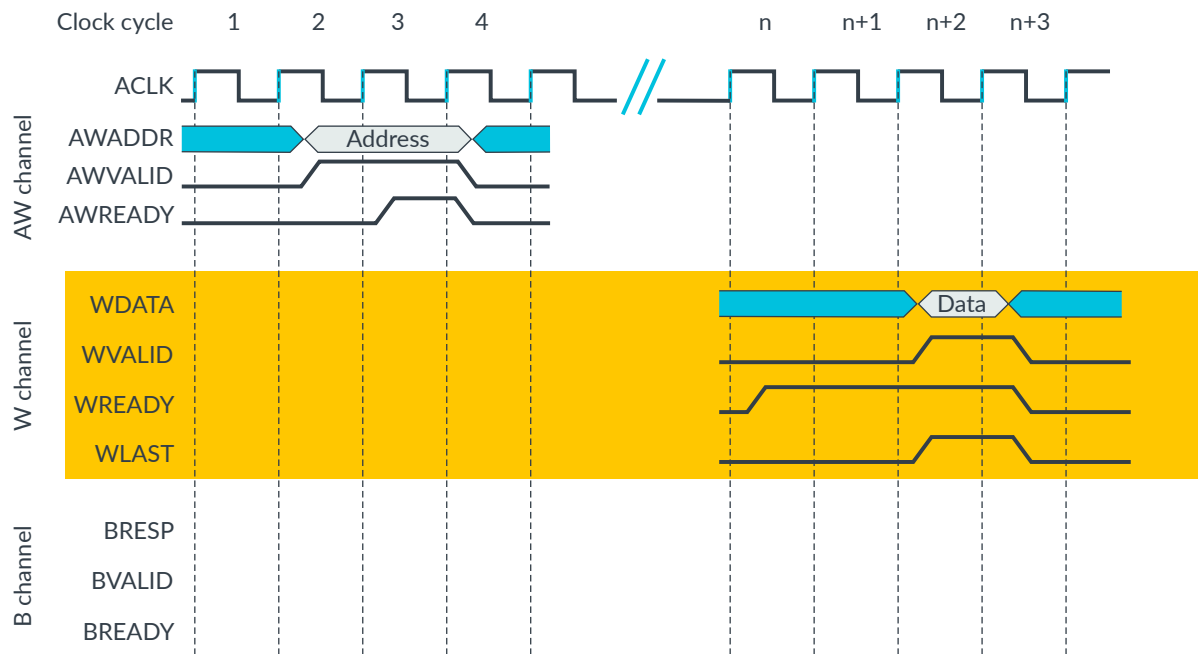 Clock cycle 1 2 3 4 n n+1 n+2 n+3
ACLK
AW channel
AWADDR Address
AWVALID
AWREADY
W channel
WDATA Data
WVALID
WREADY
WLAST
B channel
BRESP
BVALID
BREADY